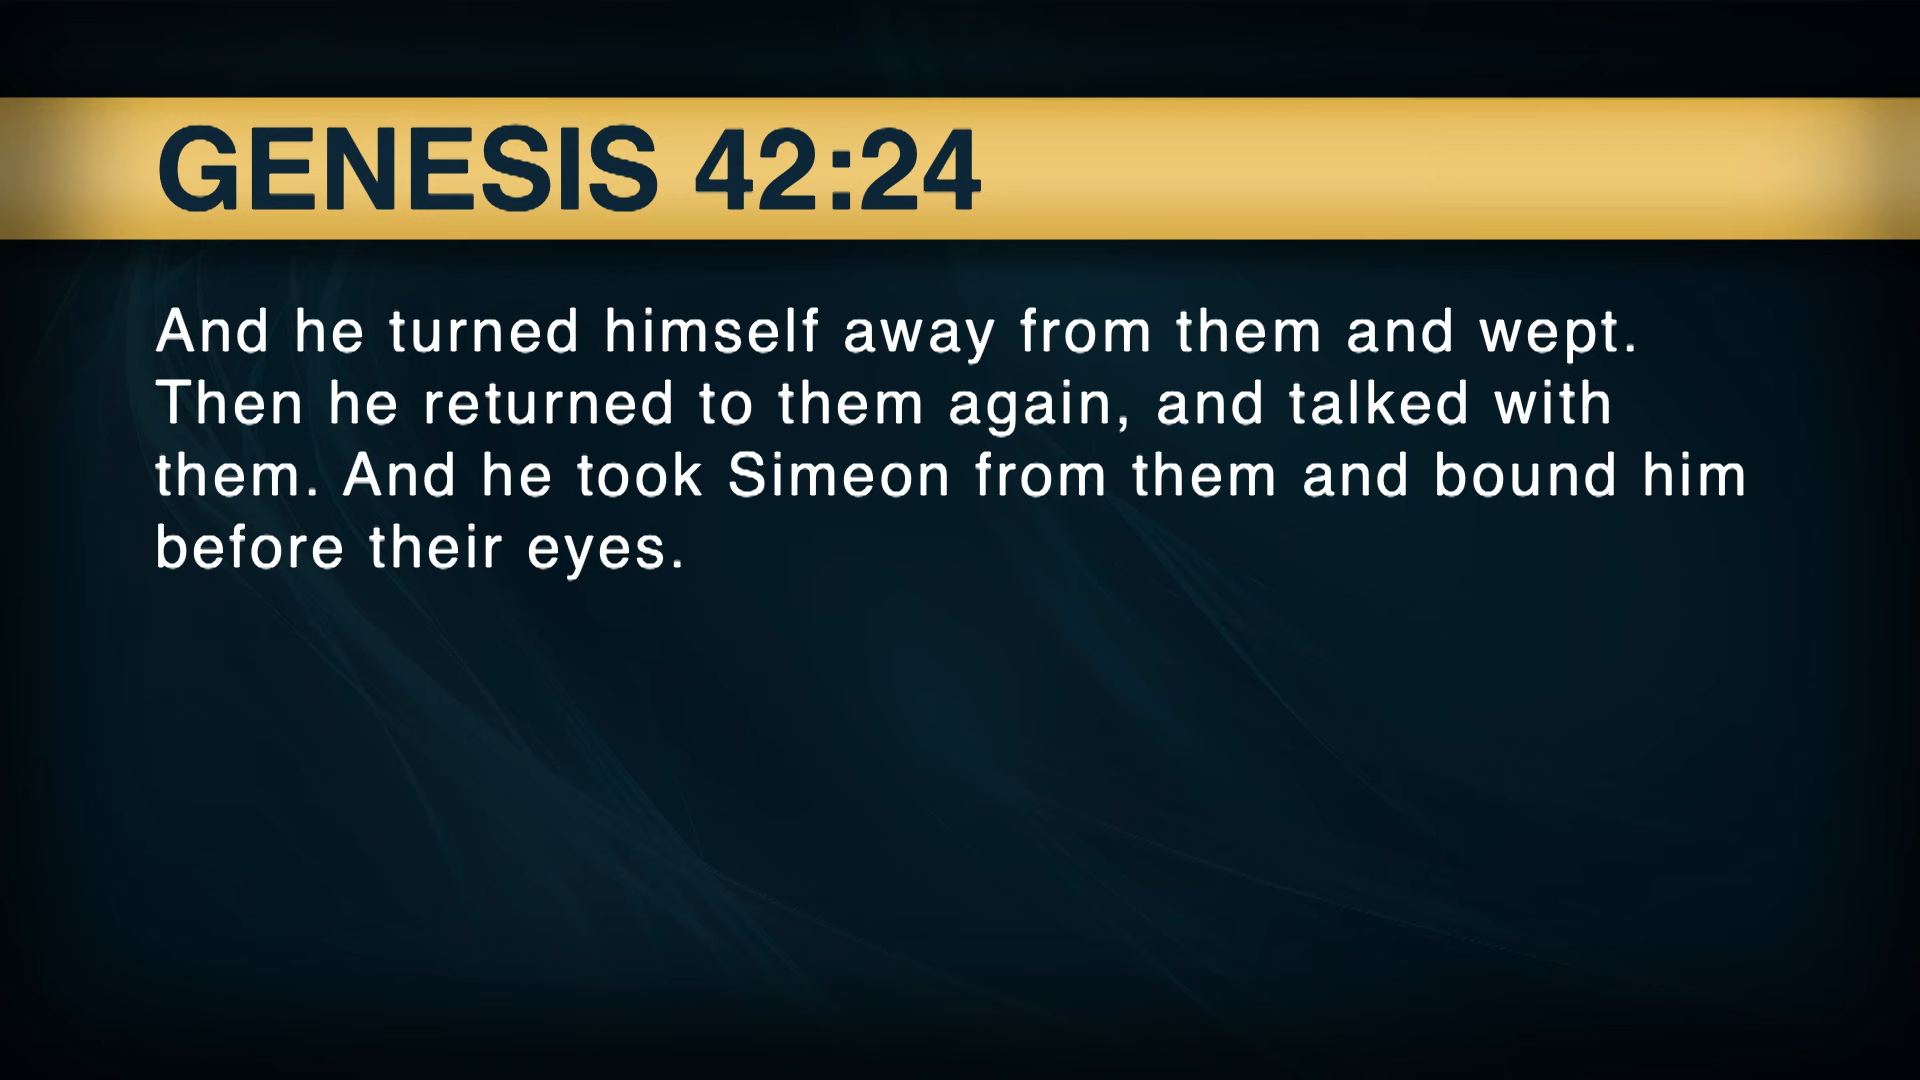 GENESIS 42:24
And he turned himself away from them and wept.
Then he returned to them again, and talked with
them. And he took Simeon from them and bound him
before their eyes.